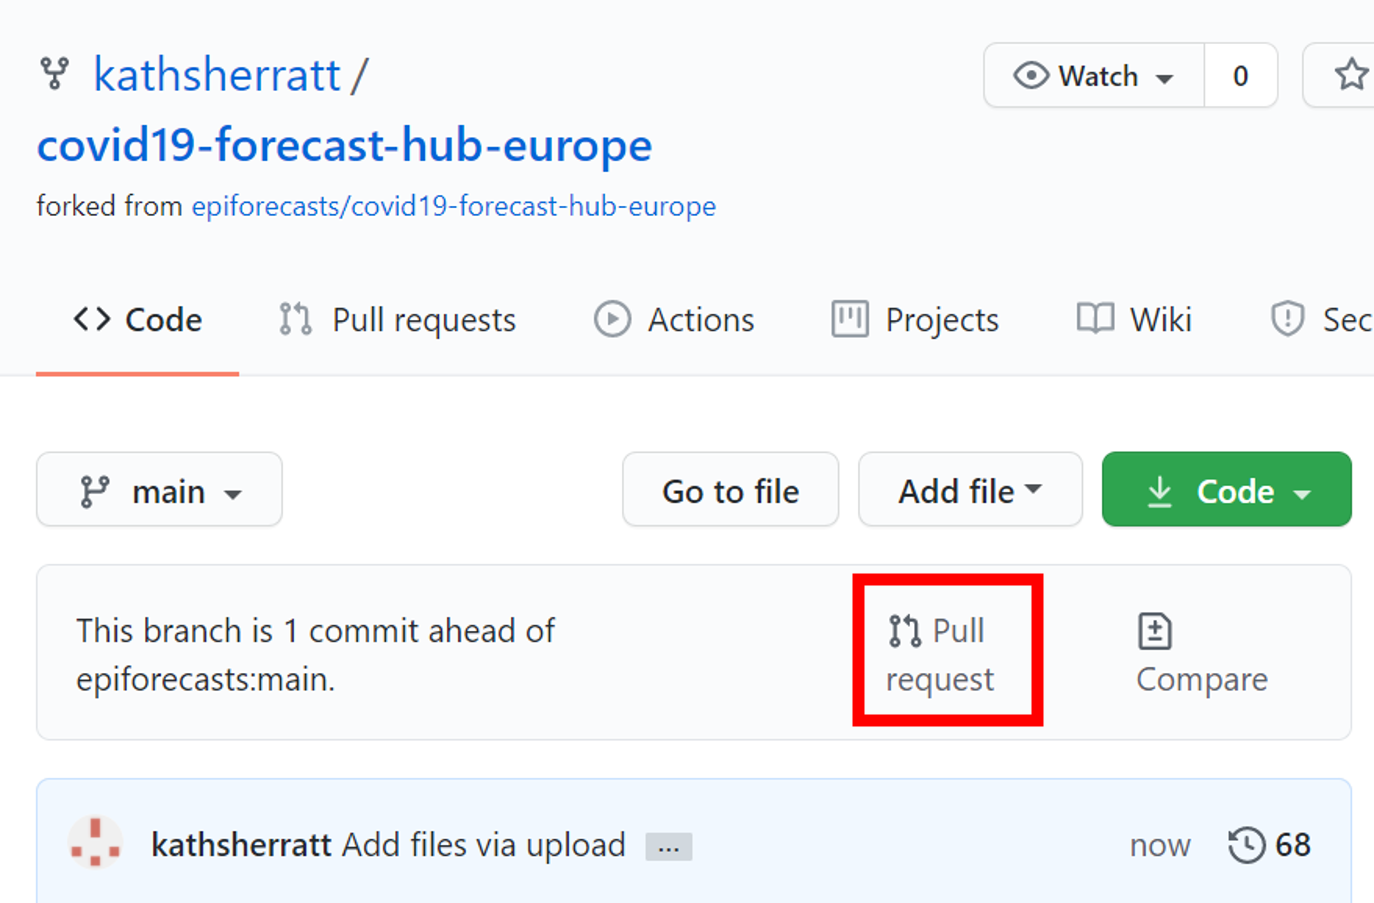 kathsherratt /
Watch 0
covid19-forecast-hub-europe
forked from epiforecasts/covid19-forecast-hub-europe
Code Pull requests Actions Projects Wiki Sec
main Go to file Add file Code
This branch is 1 commit ahead of
epiforecasts:main.
Pull
request
Compare
kathsherratt Add files via upload ... now 68